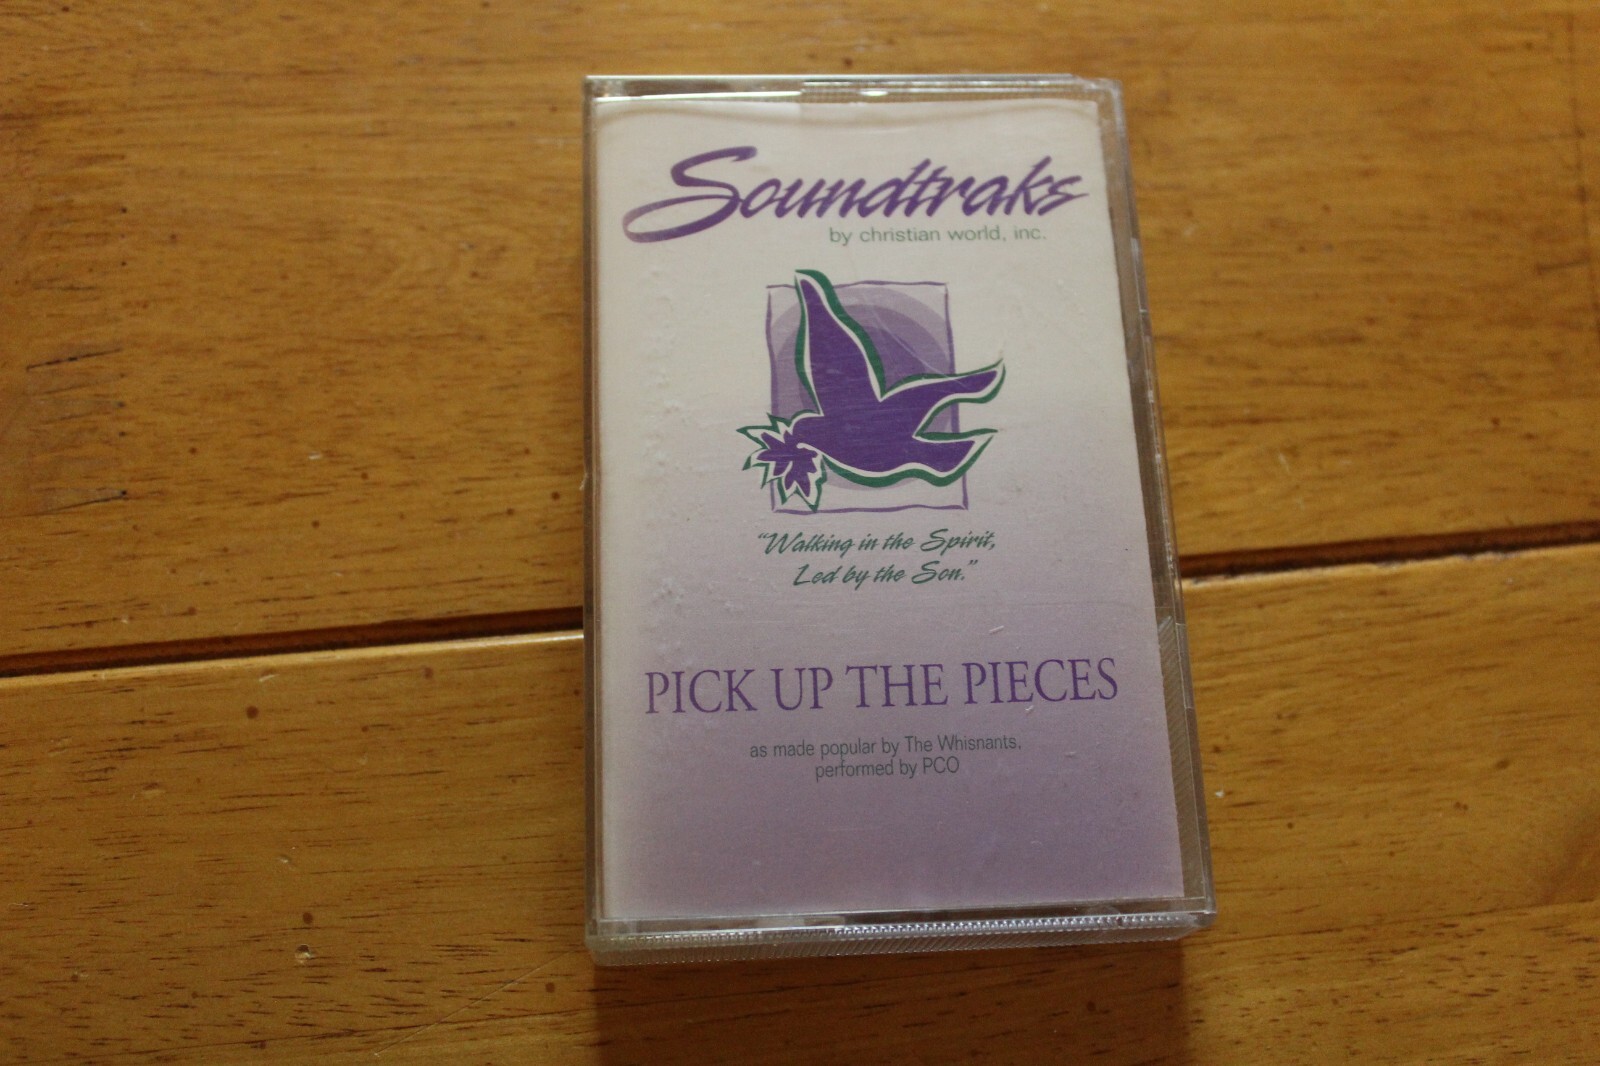 Soundtraks
by christian world, inc.
"Walking in the Spirit,
Led by the Son."
PICK UP THE PIECES
as made popular by The Whisnants,
performed by PCO